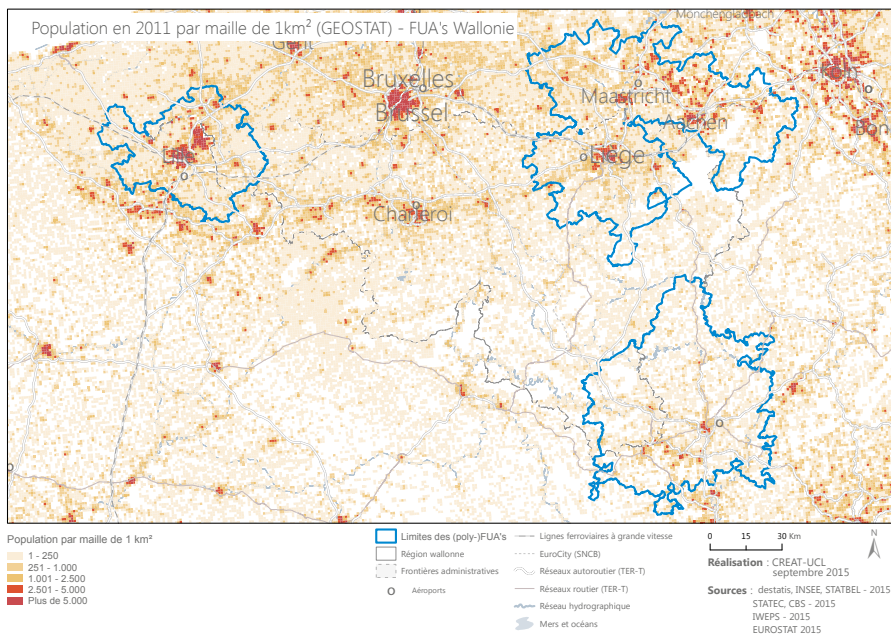 Population en 2011 par maille de 1km² (GEOSTAT) - FUA's Wallonie
Mönchengladbach
Gent
Bruxelles
Brussel
Maastricht
Aachen
Liège
Charleroi
Population par maille de 1 km²
1 - 250
251 - 1.000
1.001 - 2.500
2.501 - 5.000
Plus de 5.000
Limites des (poly-)FUA's
Région wallonne
Frontières administratives
Aéroports
Lignes ferroviaires à grande vitesse
EuroCity (SNCB)
Réseaux autoroutier (TER-T)
Réseaux routier (TER-T)
Réseau hydrographique
Mers et océans
0 15 30 Km
N
Réalisation : CREAT-UCL
septembre 2015
Sources : destatis, INSEE, STATBEL - 2015
STATEC, CBS - 2015
IWEPS - 2015
EUROSTAT 2015